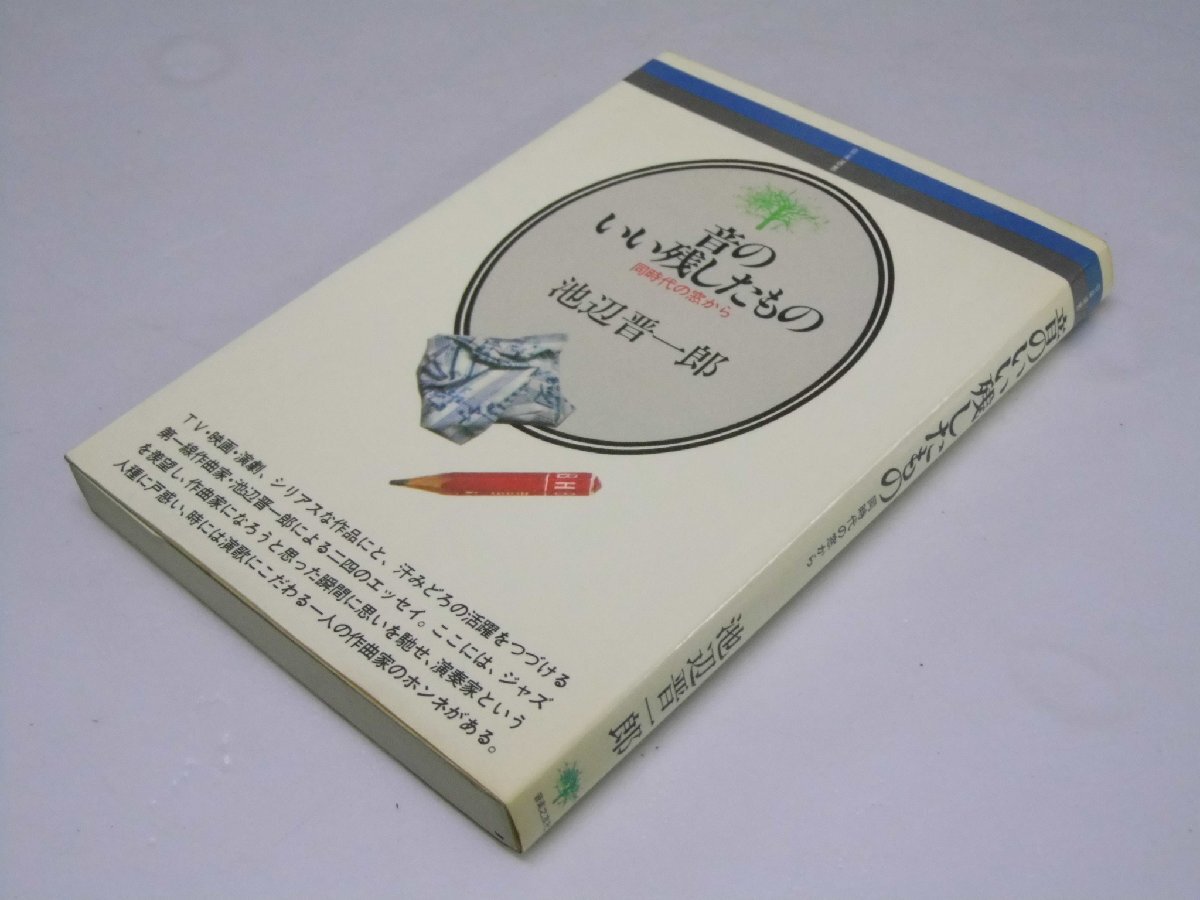 音の
いい残したもの
同時代の窓から
池辺晋一郎
HB
TV・映画・演劇、シリアスな作品にと、汗みどろの活躍をつづける
第一線作曲家・池辺晋一郎による二四のエッセイ。ここには、ジャズ
を羨望し、作曲家になろうと思った瞬間に思いを馳せ、演奏家という
人種に戸惑い、時には演歌にこだわる一人の作曲家のホンネがある。
音のいい残したもの
同時代の窓から
池辺晋一郎